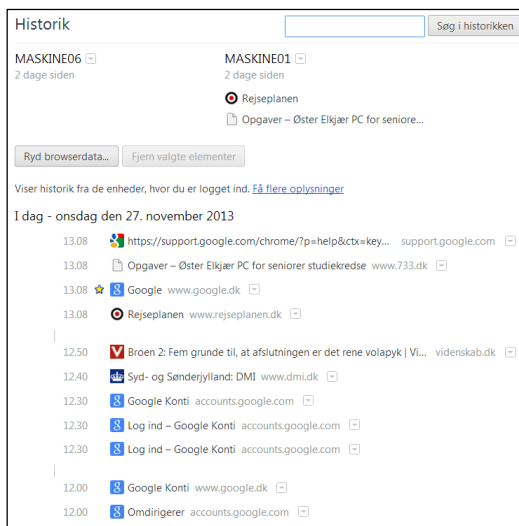 Historik
Søg i historikken
MASKINE06
MASKINE01
2 dage siden
2 dage siden
Rejseplanen
Opgaver – Øster Elkjær PC for seniore...
Ryd browserdata...
Fjern valgte elementer
Viser historik fra de enheder, hvor du er logget ind. Få flere oplysninger
I dag - onsdag den 27. november 2013
13.08 https://support.google.com/chrome/?p=help&ctx=key... support.google.com
13.08 Opgaver – Øster Elkjær PC for seniorer studiekredse www.733.dk
13.08 Google www.google.dk
13.08 Rejseplanen www.rejseplanen.dk
12.50 Broen 2: Fem grunde til, at afslutningen er det rene volapyk | Vi... videnskab.dk
12.40 Syd- og Sønderjylland: DMI www.dmi.dk
12.30 Google Konti accounts.google.com
12.30 Log ind – Google Konti accounts.google.com
12.30 Log ind – Google Konti accounts.google.com
12.00 Google Konti www.google.dk
12.00 Omdirigerer accounts.google.com